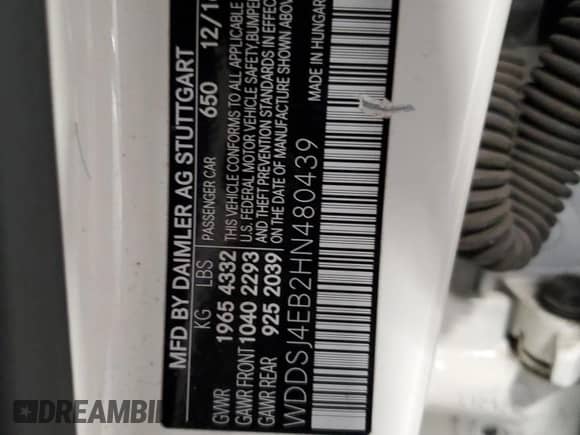 MFD BY DAIMLER AG STUTTGART
KG LBS PASSENGER CAR 650 12/1
GVWR 1965 4332 THIS VEHICLE CONFORMS TO ALL APPLICABLE
GAWR FRONT 1040 2293 U.S. FEDERAL MOTOR VEHICLE SAFETY, BUMPER
GAWR REAR 925 2039 AND THEFT PREVENTION STANDARDS IN EFFEC
ON THE DATE OF MANUFACTURE SHOWN ABOVE
WDDSJ4EB2HN480439 MADE IN HUNGAR
DREAMBI